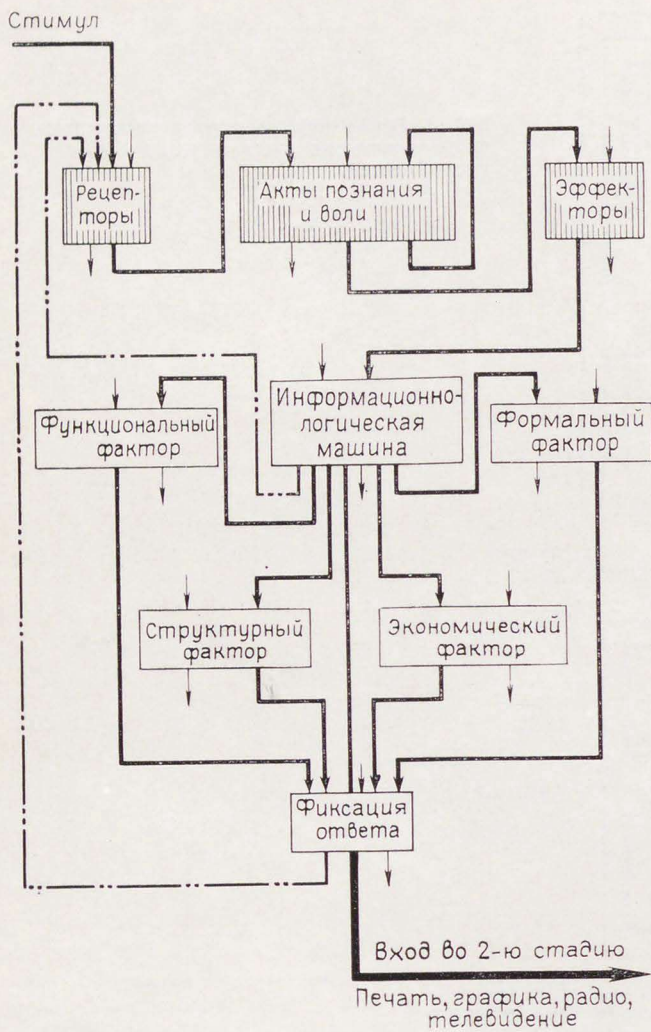 Стимул
Рецеп-
торы
Акты познания
и воли
Эффек-
торы
Информационно-
логическая
машина
Функциональный
фактор
Формальный
фактор
Структурный
фактор
Экономический
фактор
Фиксация
ответа
Вход во 2-ю стадию
Печать, графика, радио,
телевидение